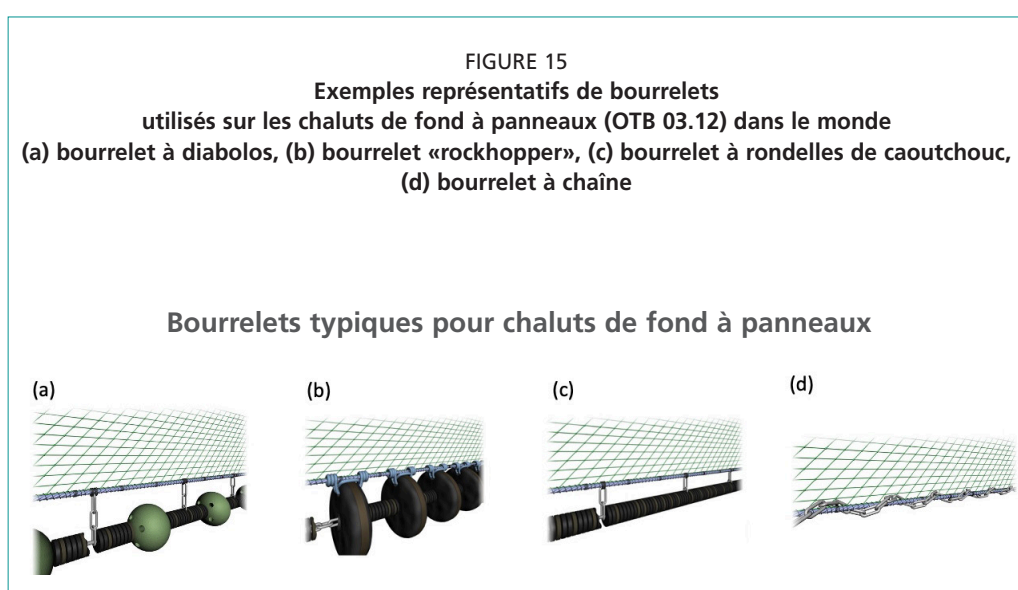 FIGURE 15
Exemples représentatifs de bourrelets
utilisés sur les chaluts de fond à panneaux (OTB 03.12) dans le monde
(a) bourrelet à diabolos, (b) bourrelet «rockhopper», (c) bourrelet à rondelles de caoutchouc,
(d) bourrelet à chaîne
Bourrelets typiques pour chaluts de fond à panneaux
(a) (b) (c) (d)